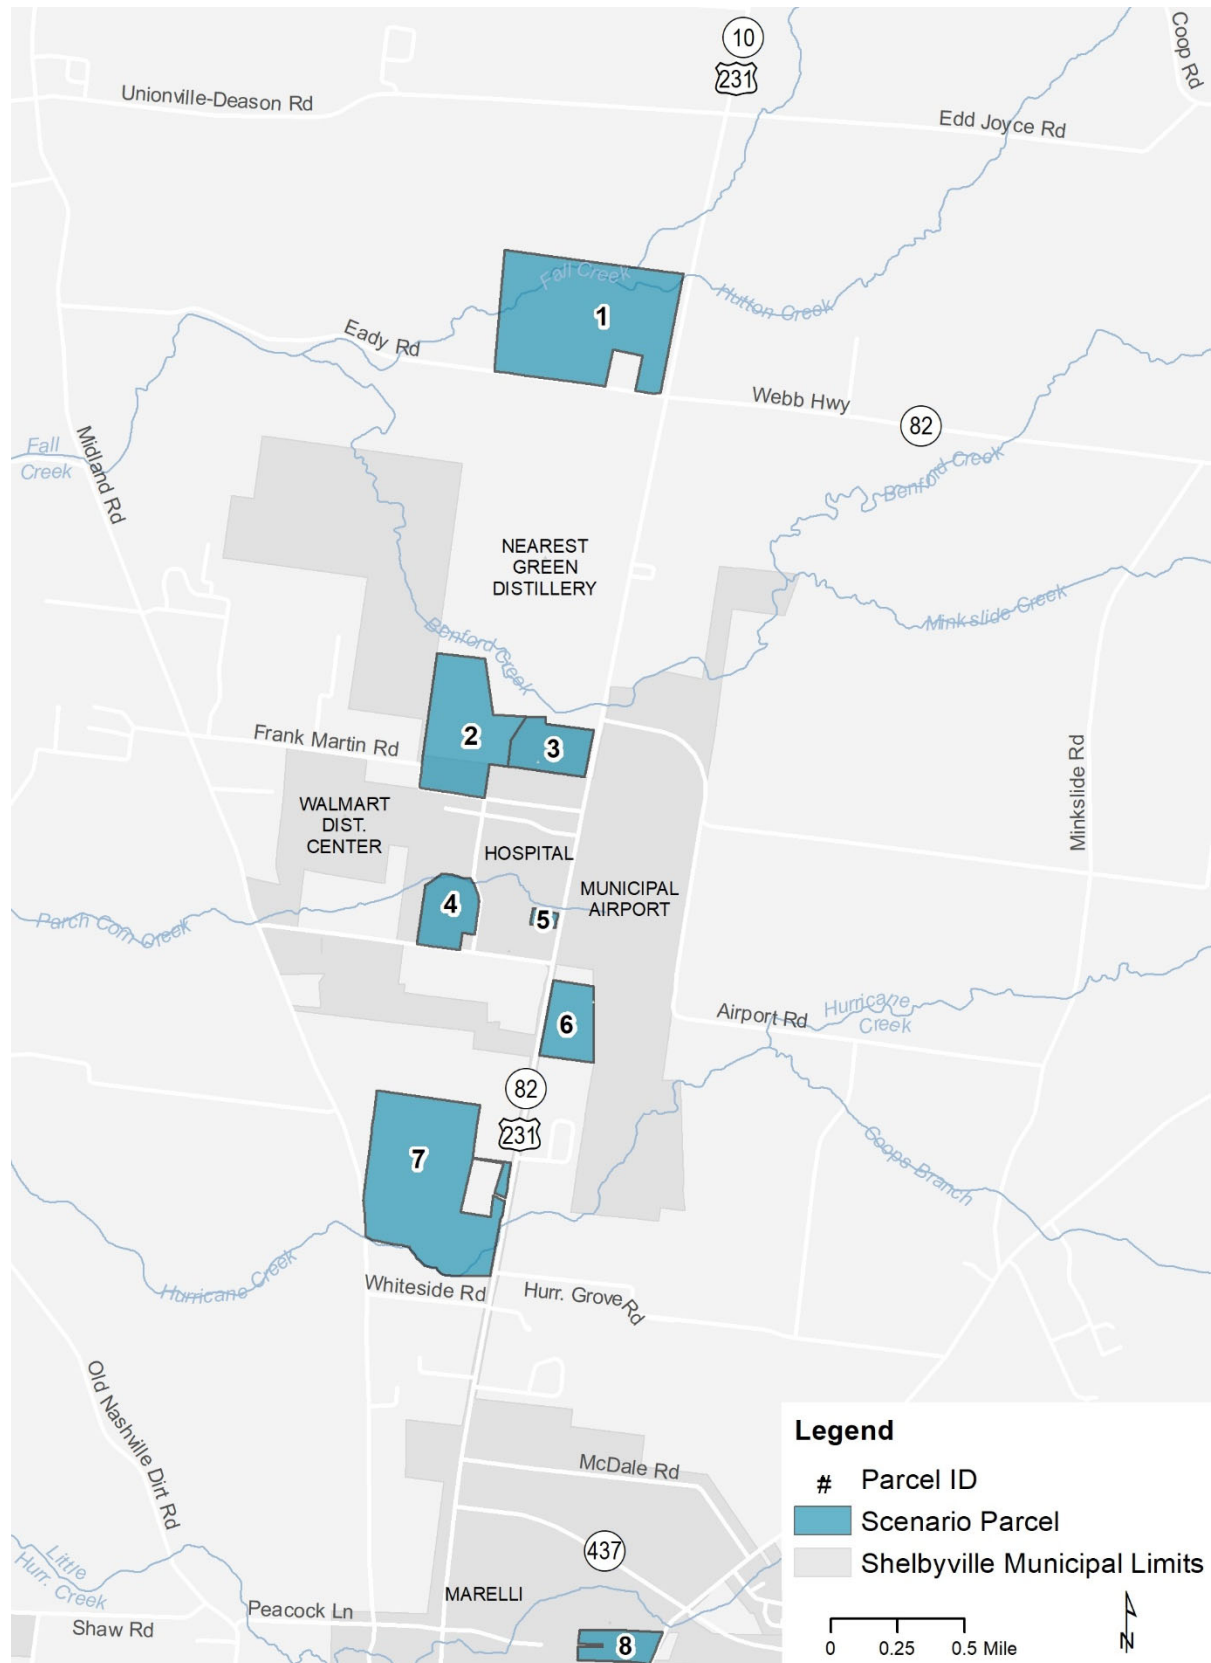 10
231
Coop Rd
Unionville-Deason Rd
Edd Joyce Rd
Fall Creek
Hutton Creek
1
Eady Rd
Webb Hwy
82
Fall
Creek
Midland Rd
Benford Creek
NEAREST
GREEN
DISTILLERY
Minkslide Creek
Benford Creek
Frank Martin Rd
2
3
Minkslide Rd
WALMART
DIST.
CENTER
HOSPITAL
MUNICIPAL
AIRPORT
4
5
Parch Corn Creek
6
Airport Rd
Hurricane
Creek
82
231
7
Coops Branch
Hurricane Creek
Whiteside Rd
Hurr. Grove Rd
Old Nashville Dirt Rd
McDale Rd
437
Little
Hurr. Creek
MARELLI
Peacock Ln
Shaw Rd
8
Legend
# Parcel ID
Scenario Parcel
Shelbyville Municipal Limits
0 0.25 0.5 Mile
N